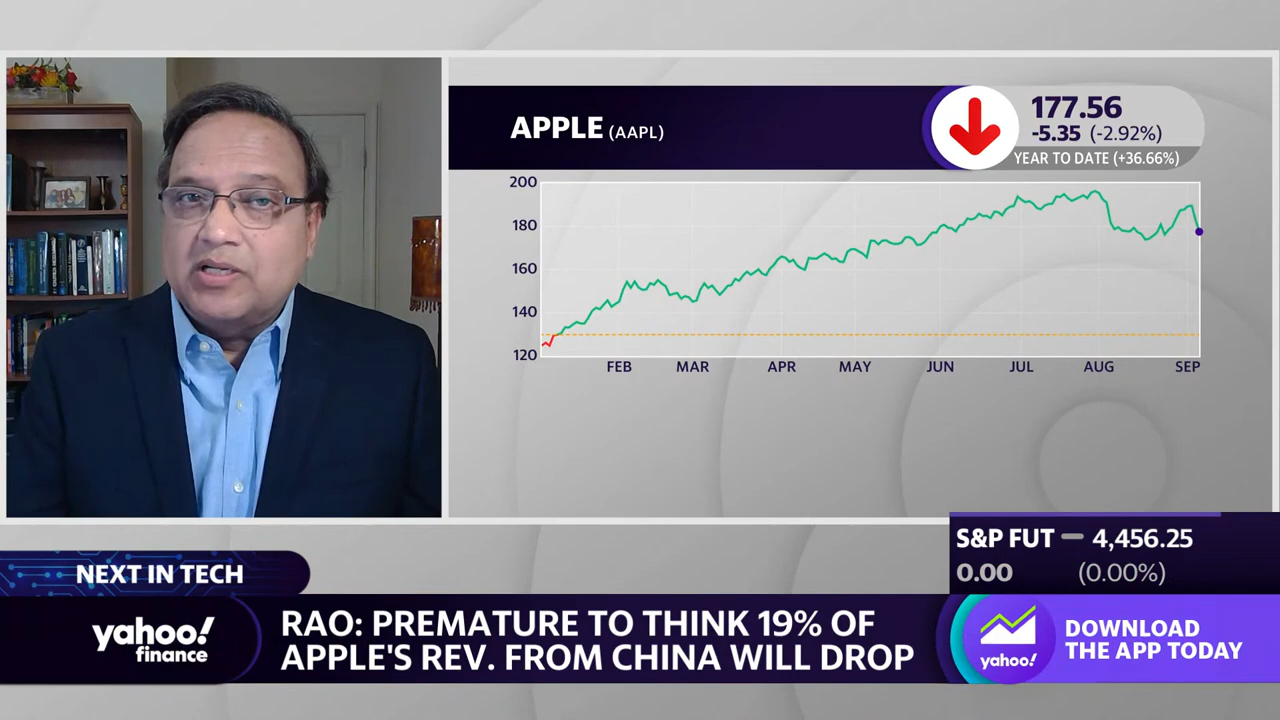 APPLE (AAPL)
177.56
-5.35 (-2.92%)
YEAR TO DATE (+36.66%)
200
180
160
140
120
FEB MAR APR MAY JUN JUL AUG SEP
S&P FUT 4,456.25
0.00 (0.00%)
NEXT IN TECH
yahoo!
finance
RAO: PREMATURE TO THINK 19% OF
APPLE'S REV. FROM CHINA WILL DROP
yahoo!
DOWNLOAD
THE APP TODAY